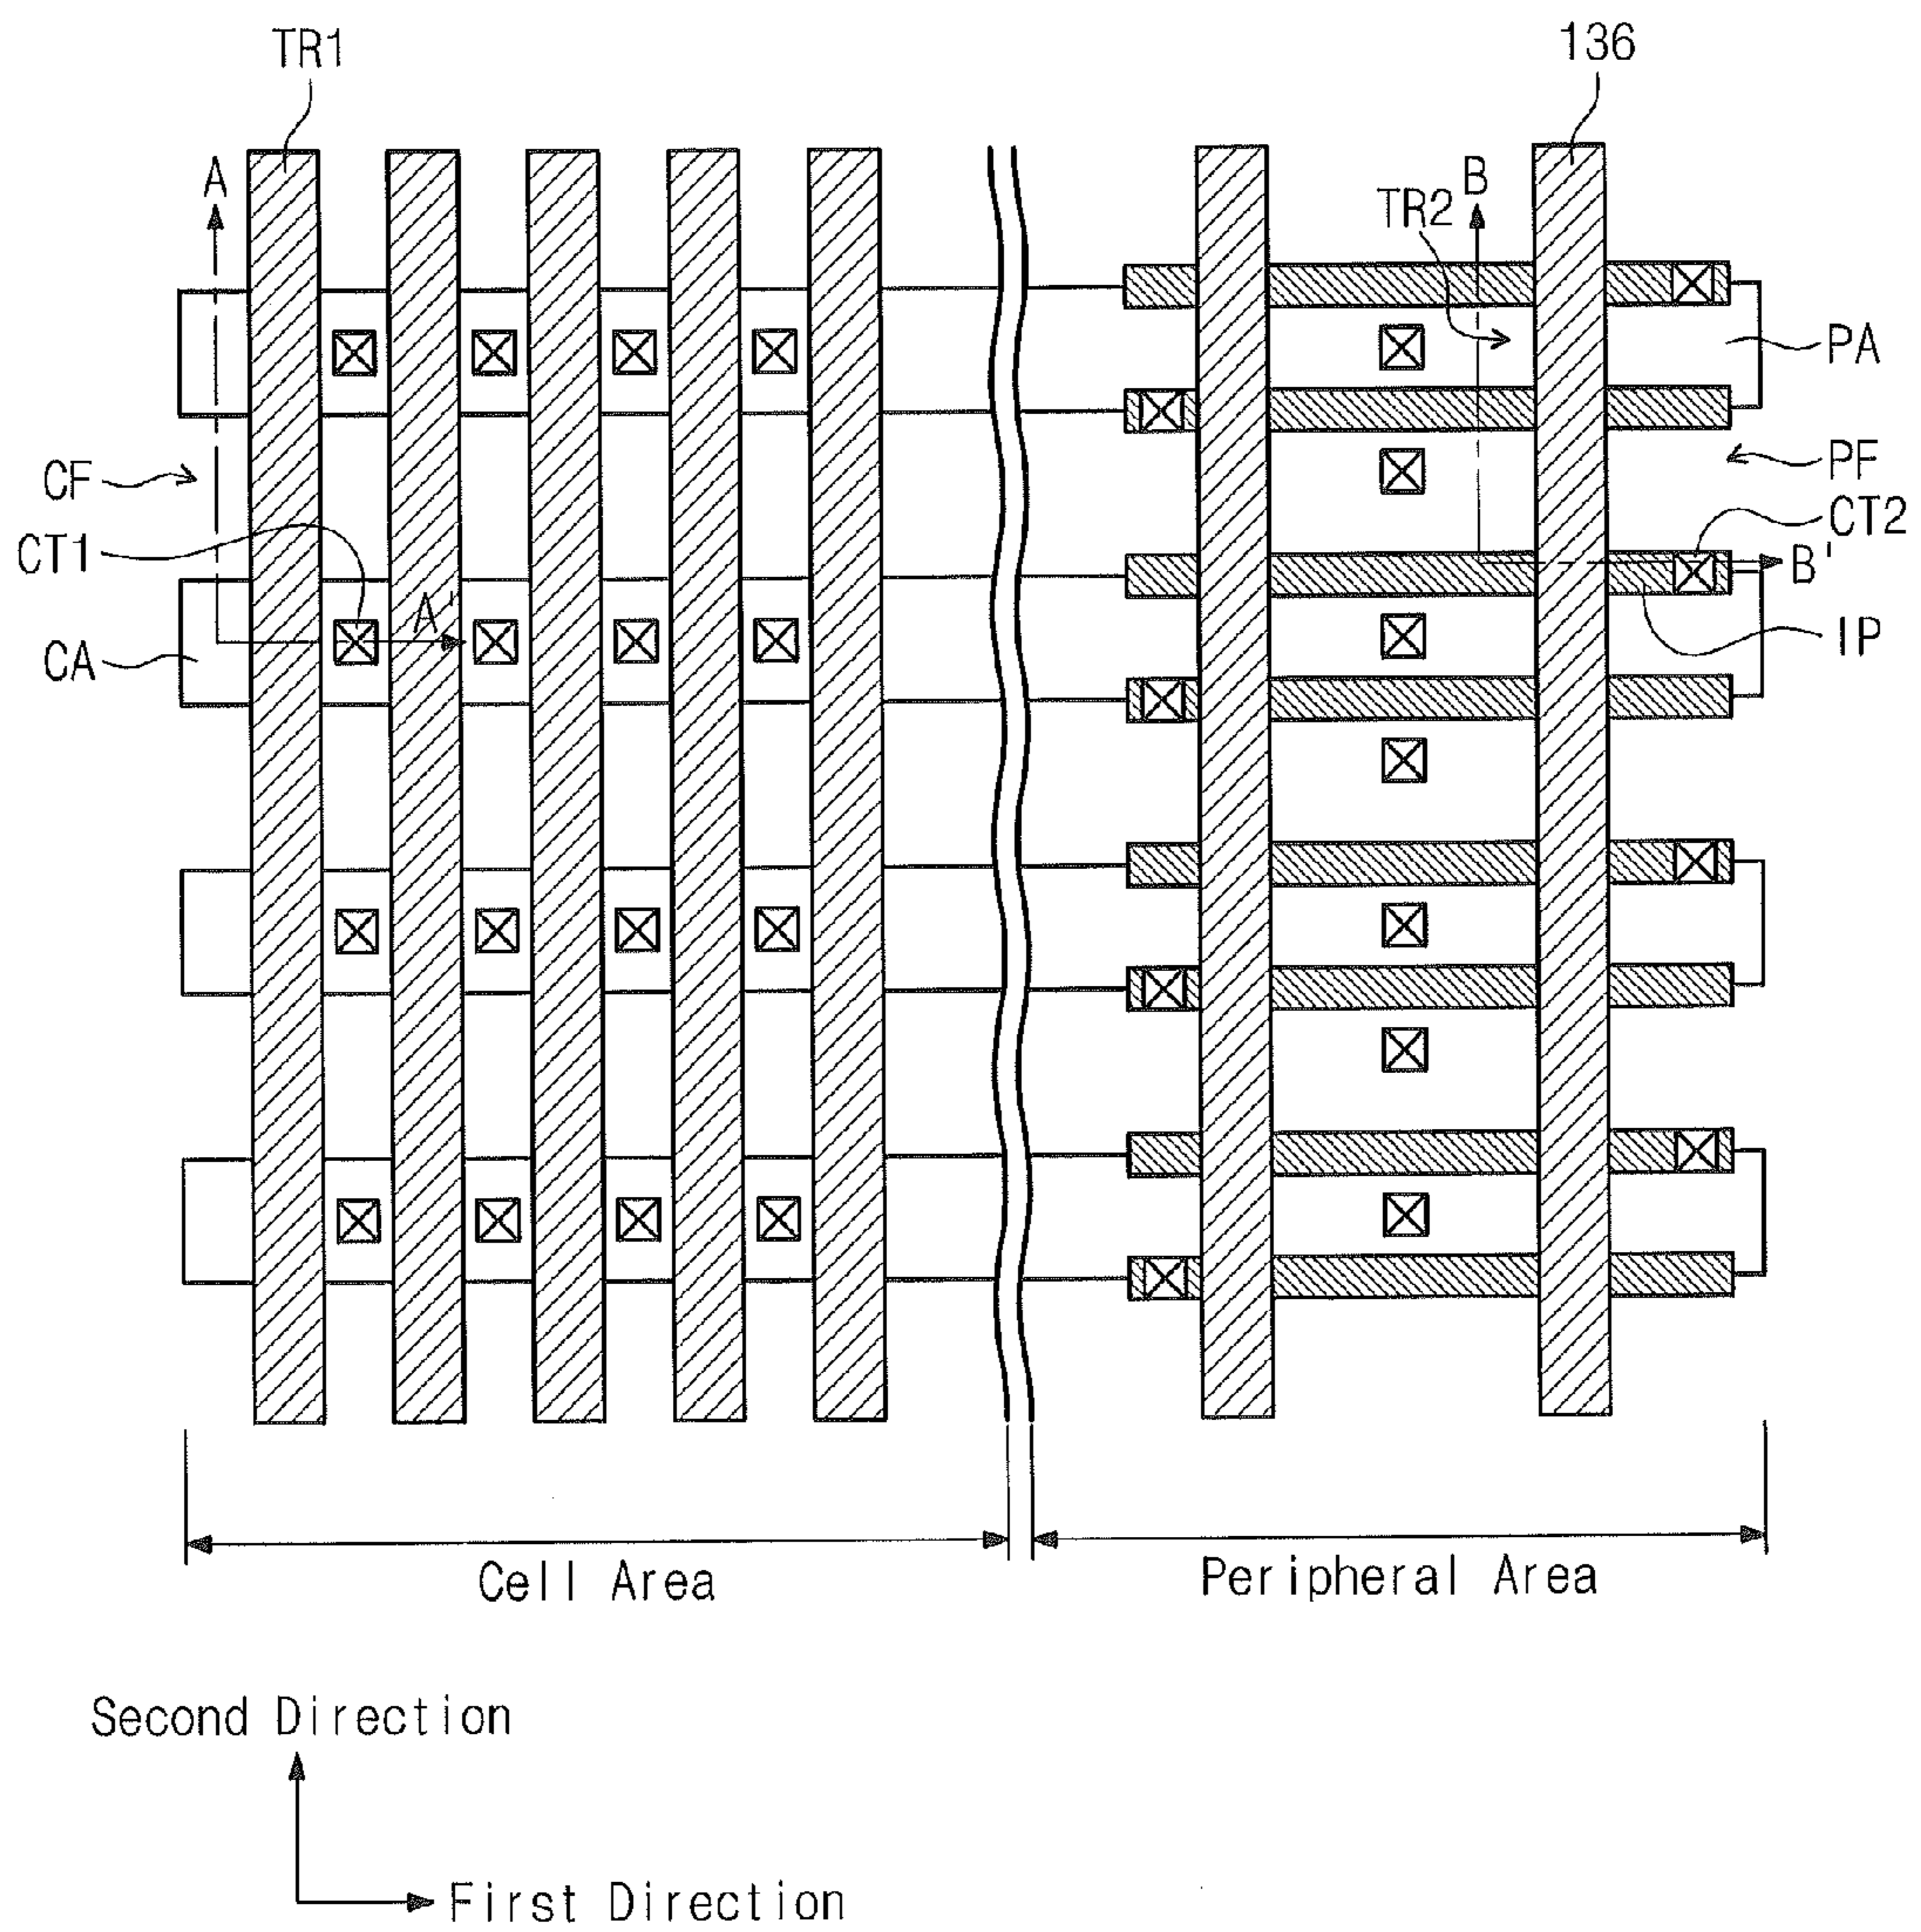 TR1
136
A
B
TR2
PA
CF
PF
CT1
CT2
B'
A'
CA
IP
Cell Area
Peripheral Area
Second Direction
First Direction